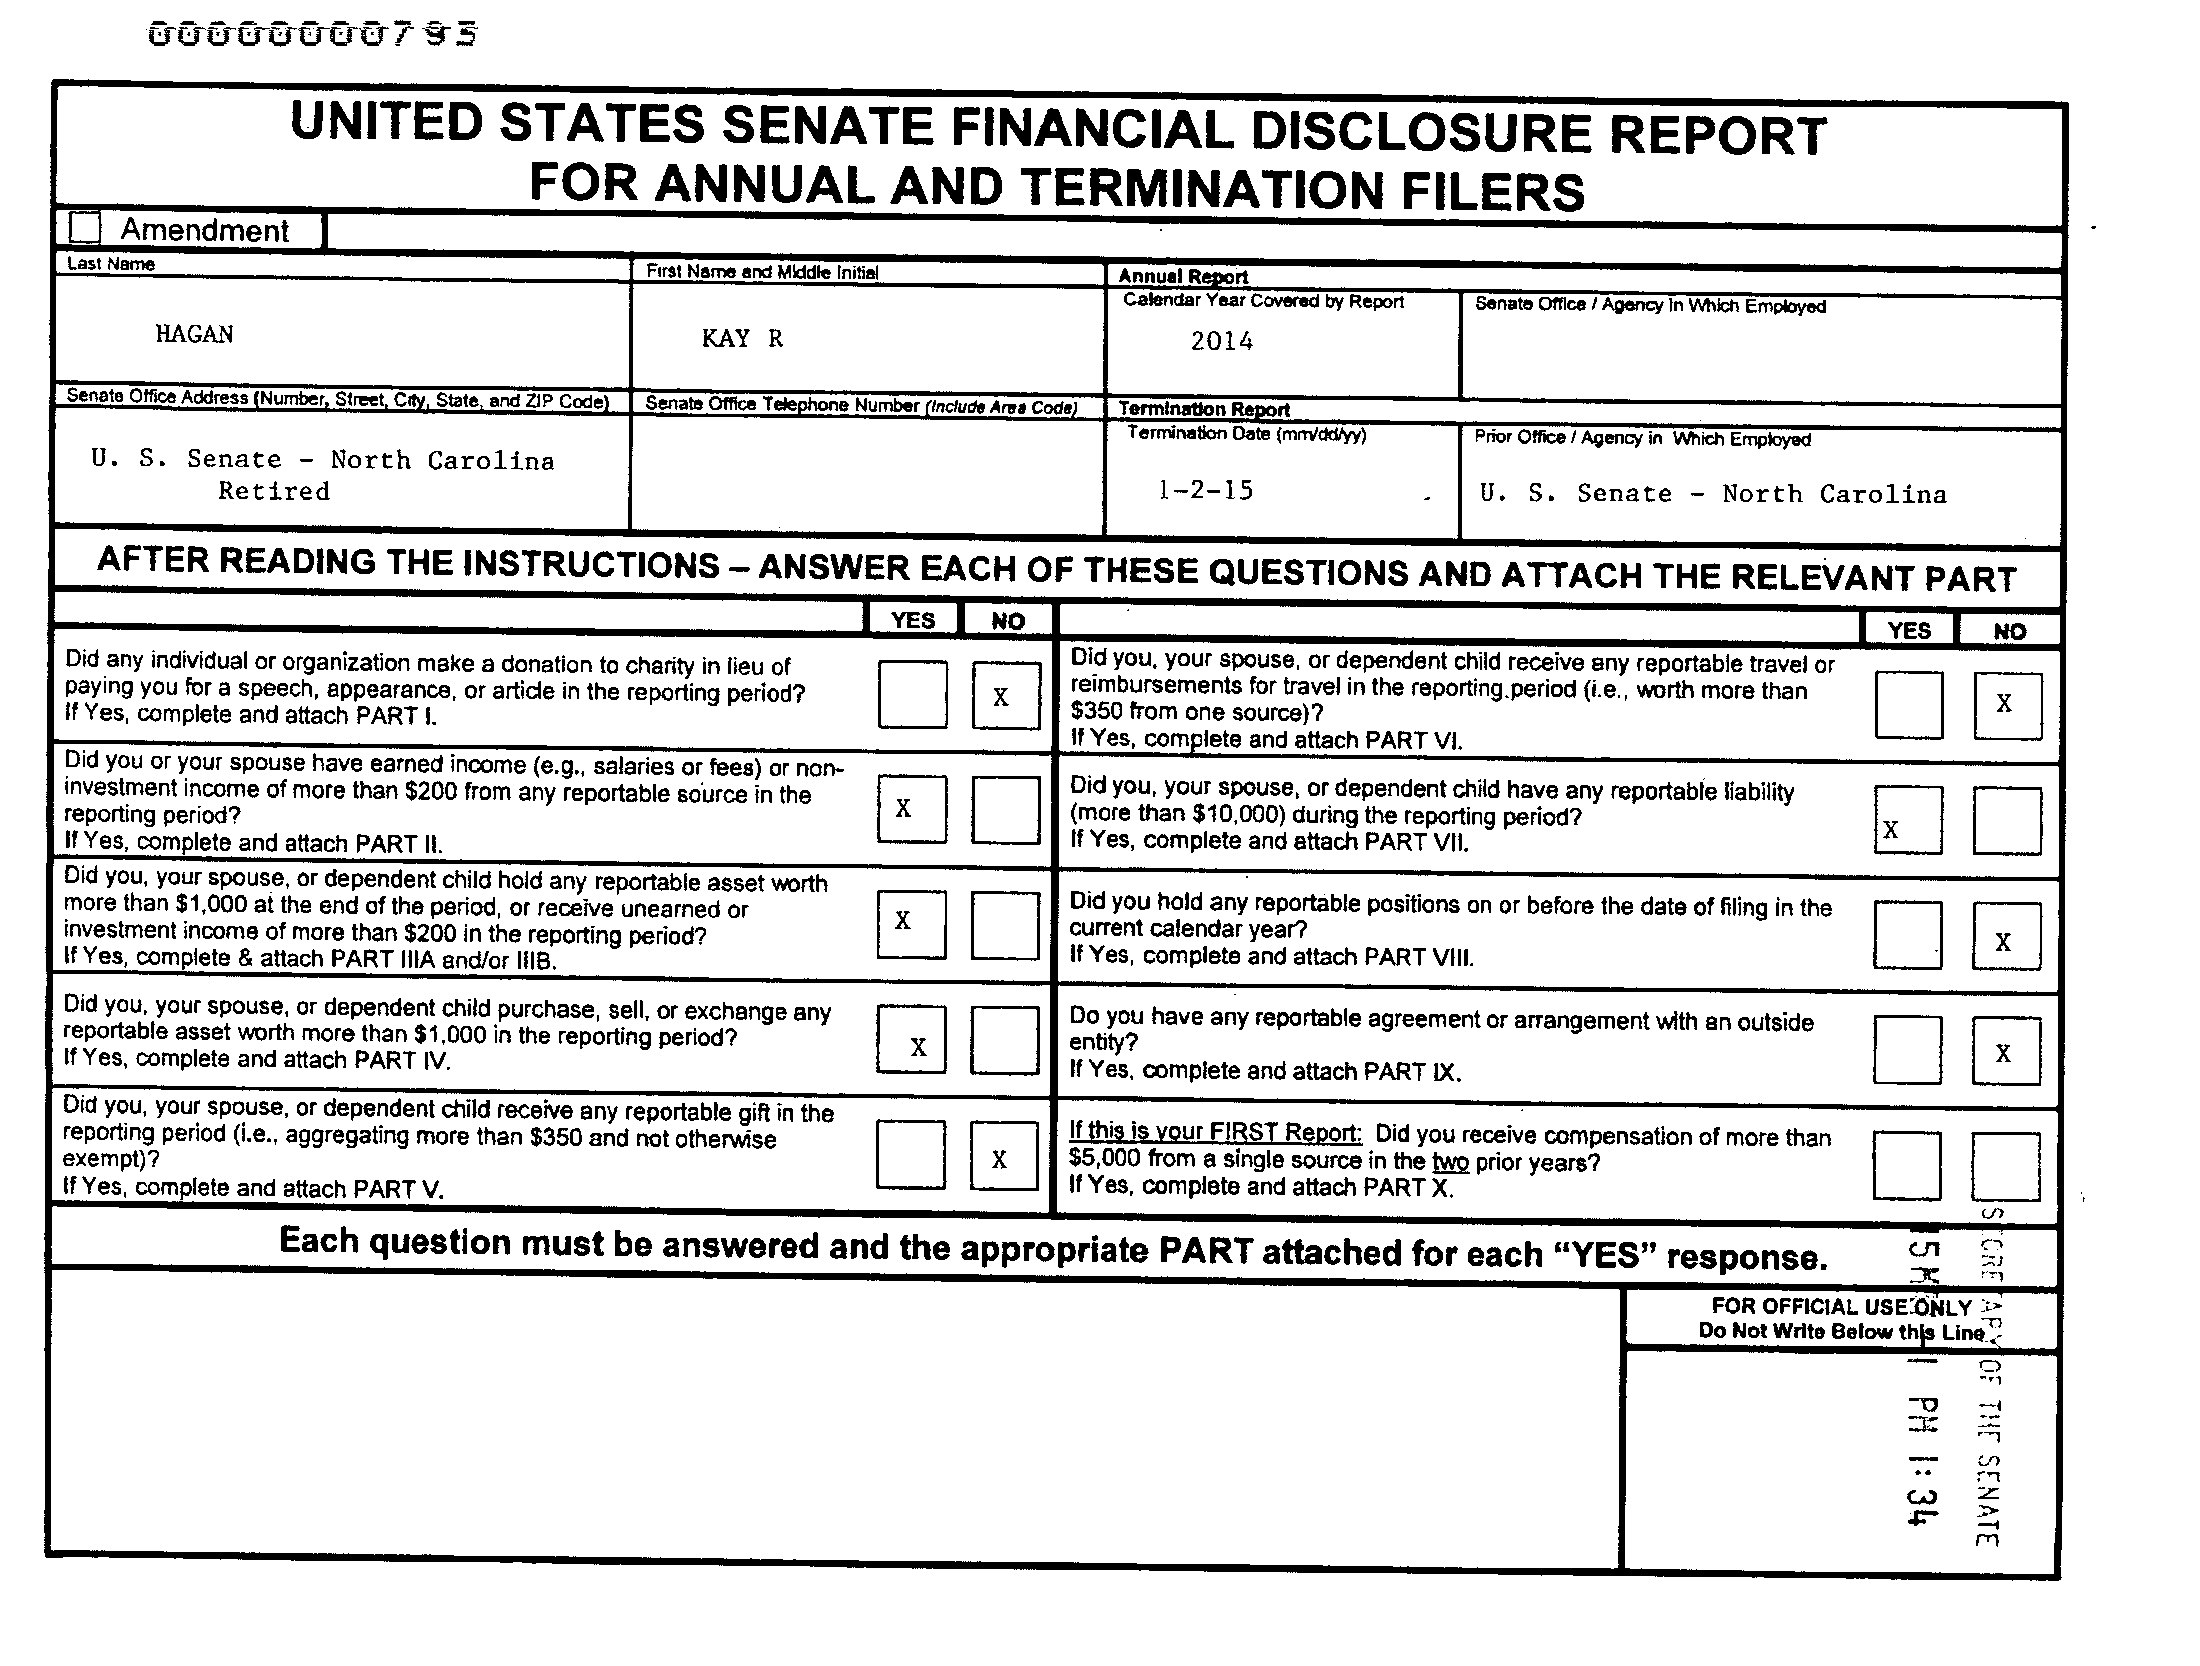 00000000795
UNITED STATES SENATE FINANCIAL DISCLOSURE REPORT
FOR ANNUAL AND TERMINATION FILERS
Amendment
Last Name
First Name and Middle Initial
Annual Report
Calendar Year Covered by Report
Senate Office / Agency in Which Employed
HAGAN
KAY R
2014
Senate Office Address (Number, Street, City, State, and ZIP Code)
Senate Office Telephone Number (Include Area Code)
Termination Report
Termination Date (mm/dd/yy)
Prior Office / Agency in Which Employed
U. S. Senate - North Carolina
Retired
1-2-15
U. S. Senate - North Carolina
AFTER READING THE INSTRUCTIONS – ANSWER EACH OF THESE QUESTIONS AND ATTACH THE RELEVANT PART
YES NO
Did any individual or organization make a donation to charity in lieu of
paying you for a speech, appearance, or article in the reporting period?
If Yes, complete and attach PART I.
X
Did you or your spouse have earned income (e.g., salaries or fees) or non-
investment income of more than $200 from any reportable source in the
reporting period?
If Yes, complete and attach PART II.
X
Did you, your spouse, or dependent child hold any reportable asset worth
more than $1,000 at the end of the period, or receive unearned or
investment income of more than $200 in the reporting period?
If Yes, complete & attach PART IIIA and/or IIIB.
X
Did you, your spouse, or dependent child purchase, sell, or exchange any
reportable asset worth more than $1,000 in the reporting period?
If Yes, complete and attach PART IV.
X
Did you, your spouse, or dependent child receive any reportable gift in the
reporting period (i.e., aggregating more than $350 and not otherwise
exempt)?
If Yes, complete and attach PART V.
X
YES NO
Did you, your spouse, or dependent child receive any reportable travel or
reimbursements for travel in the reporting period (i.e., worth more than
$350 from one source)?
If Yes, complete and attach PART VI.
X
Did you, your spouse, or dependent child have any reportable liability
(more than $10,000) during the reporting period?
If Yes, complete and attach PART VII.
X
Did you hold any reportable positions on or before the date of filing in the
current calendar year?
If Yes, complete and attach PART VIII.
X
Do you have any reportable agreement or arrangement with an outside
entity?
If Yes, complete and attach PART IX.
X
If this is your FIRST Report: Did you receive compensation of more than
$5,000 from a single source in the two prior years?
If Yes, complete and attach PART X.
Each question must be answered and the appropriate PART attached for each “YES” response.
FOR OFFICIAL USE ONLY
Do Not Write Below this Line
SECRETARY OF THE SENATE
PM 1:34